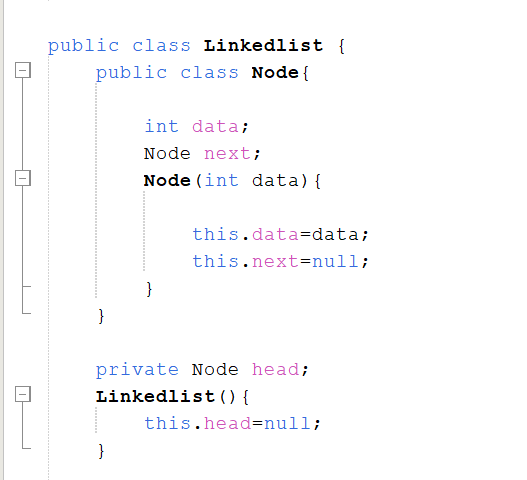 public class Linkedlist {
public class Node{
int data;
Node next;
Node(int data){
this.data=data;
this.next=null;
}
}
private Node head;
Linkedlist(){
this.head=null;
}